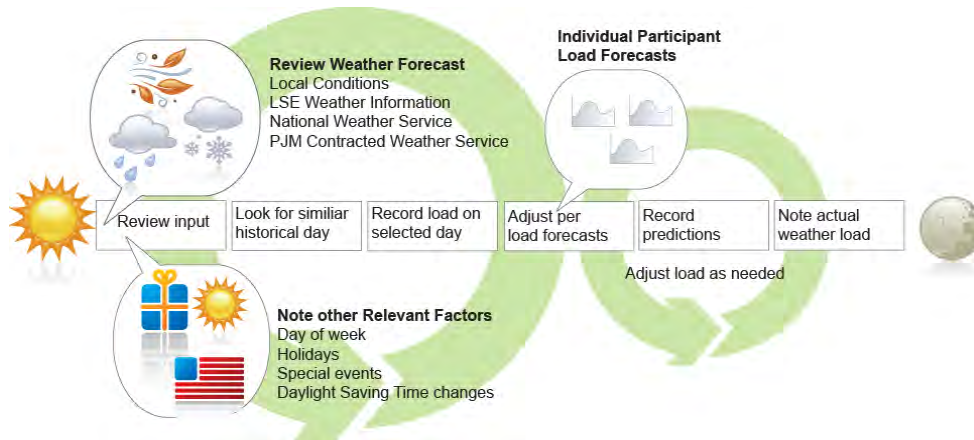 Review Weather Forecast
Local Conditions
LSE Weather Information
National Weather Service
PJM Contracted Weather Service
Individual Participant
Load Forecasts
Review input
Look for similiar
historical day
Record load on
selected day
Adjust per
load forecasts
Record
predictions
Note actual
weather load
Adjust load as needed
Note other Relevant Factors
Day of week
Holidays
Special events
Daylight Saving Time changes